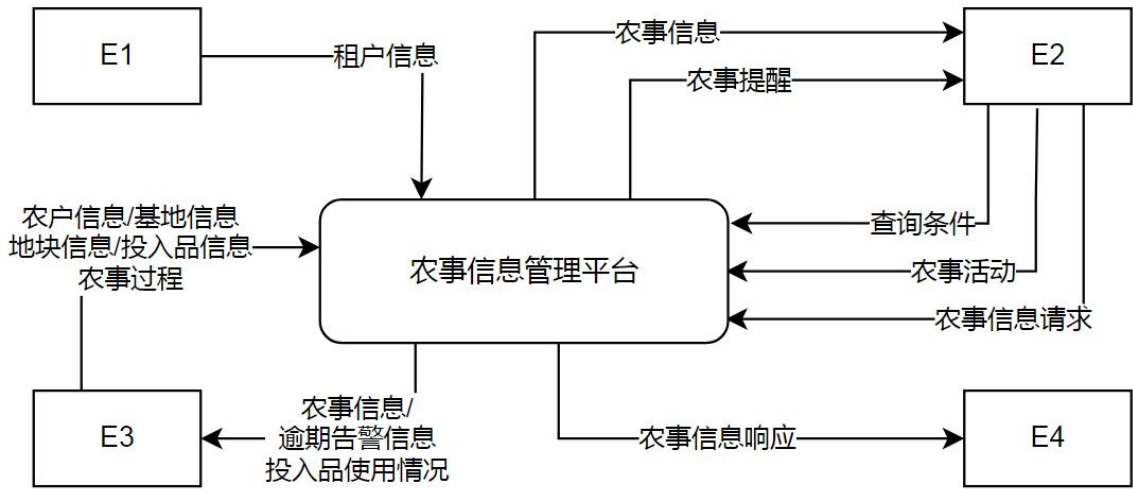 E1
租户信息
农事信息
农事提醒
E2
查询条件
农事活动
农事信息请求
农户信息/基地信息
地块信息/投入品信息
农事过程
农事信息管理平台
E3
农事信息/
逾期告警信息
投入品使用情况
农事信息响应
E4